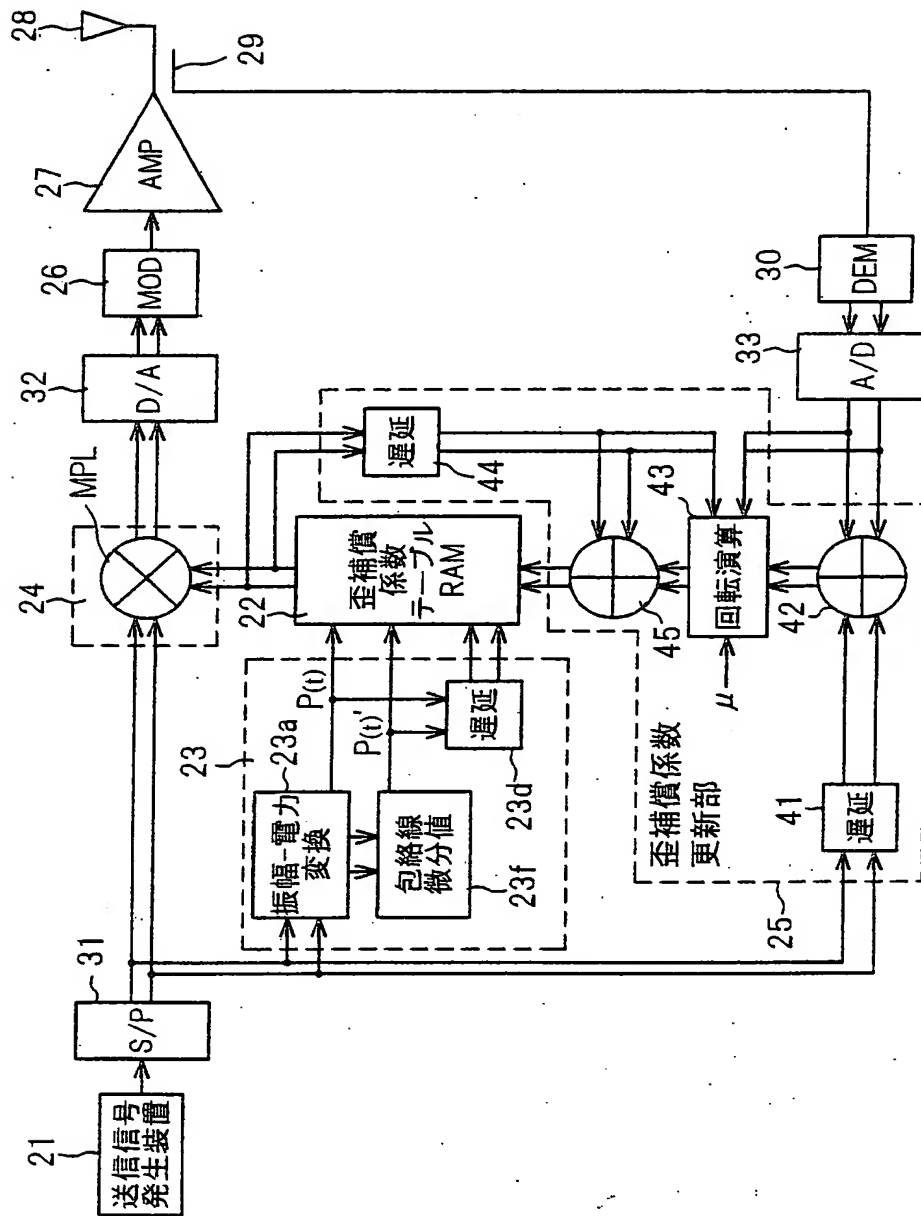 21
送信信号
発生装置
31
S/P
24
MPL
32
D/A
26
MOD
27
AMP
28
29
23
23a
振幅-電力
変換
P(t)
P(t)'
包絡線
微分値
23f
遅延
23d
22
歪補償
係数
テーブル
RAM
遅延
44
45
43
回転演算
μ
42
33
A/D
30
DEM
歪補償係数
更新部
25
41
遅延